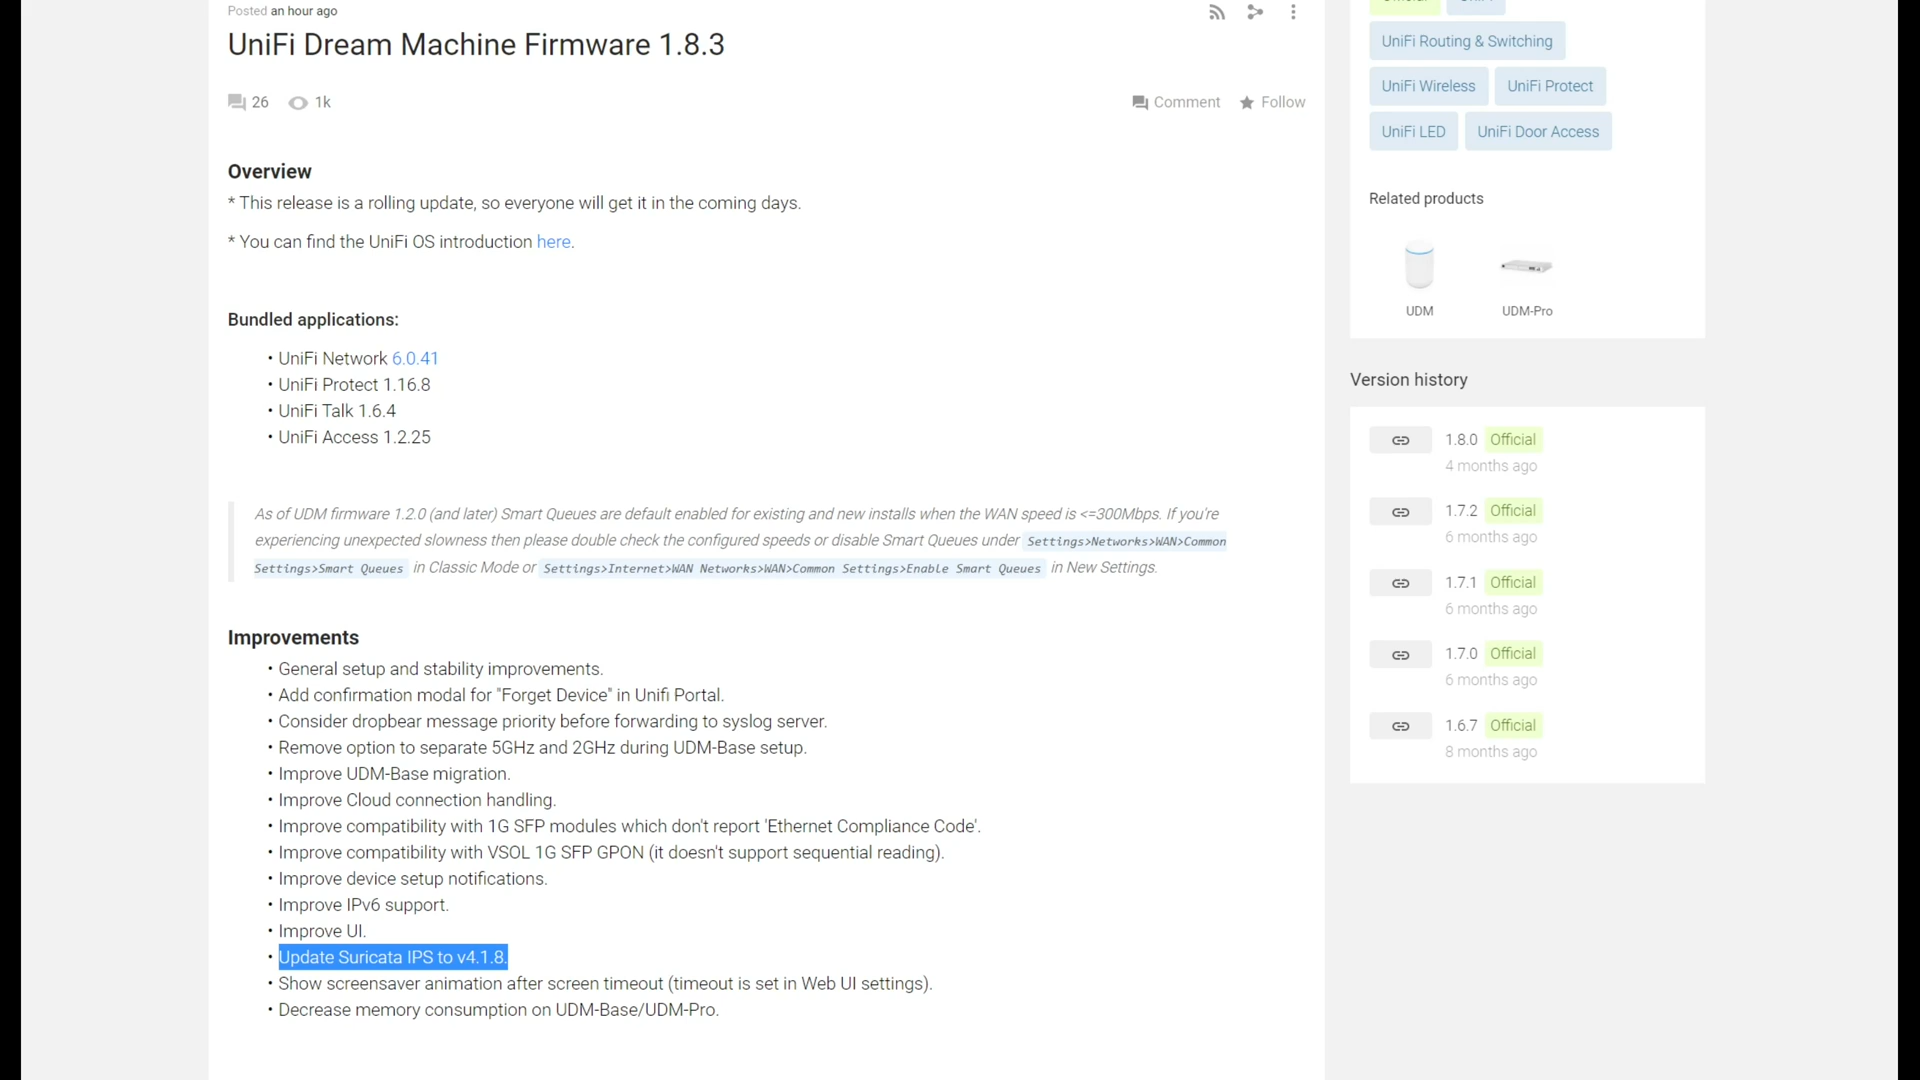 Posted an hour ago
UniFi Dream Machine Firmware 1.8.3
26 1k
Comment Follow
Overview
* This release is a rolling update, so everyone will get it in the coming days.
* You can find the UniFi OS introduction here.
Bundled applications:
• UniFi Network 6.0.41
• UniFi Protect 1.16.8
• UniFi Talk 1.6.4
• UniFi Access 1.2.25
As of UDM firmware 1.2.0 (and later) Smart Queues are default enabled for existing and new installs when the WAN speed is <=300Mbps. If you're
experiencing unexpected slowness then please double check the configured speeds or disable Smart Queues under Settings>Networks>WAN>Common
Settings>Smart Queues in Classic Mode or Settings>Internet>WAN Networks>WAN>Common Settings>Enable Smart Queues in New Settings.
Improvements
• General setup and stability improvements.
• Add confirmation modal for "Forget Device" in Unifi Portal.
• Consider dropbear message priority before forwarding to syslog server.
• Remove option to separate 5GHz and 2GHz during UDM-Base setup.
• Improve UDM-Base migration.
• Improve Cloud connection handling.
• Improve compatibility with 1G SFP modules which don't report 'Ethernet Compliance Code'.
• Improve compatibility with VSOL 1G SFP GPON (it doesn't support sequential reading).
• Improve device setup notifications.
• Improve IPv6 support.
• Improve UI.
• Update Suricata IPS to v4.1.8.
• Show screensaver animation after screen timeout (timeout is set in Web UI settings).
• Decrease memory consumption on UDM-Base/UDM-Pro.
UniFi Routing & Switching
UniFi Wireless UniFi Protect
UniFi LED UniFi Door Access
Related products
UDM UDM-Pro
Version history
1.8.0 Official
4 months ago
1.7.2 Official
6 months ago
1.7.1 Official
6 months ago
1.7.0 Official
6 months ago
1.6.7 Official
8 months ago